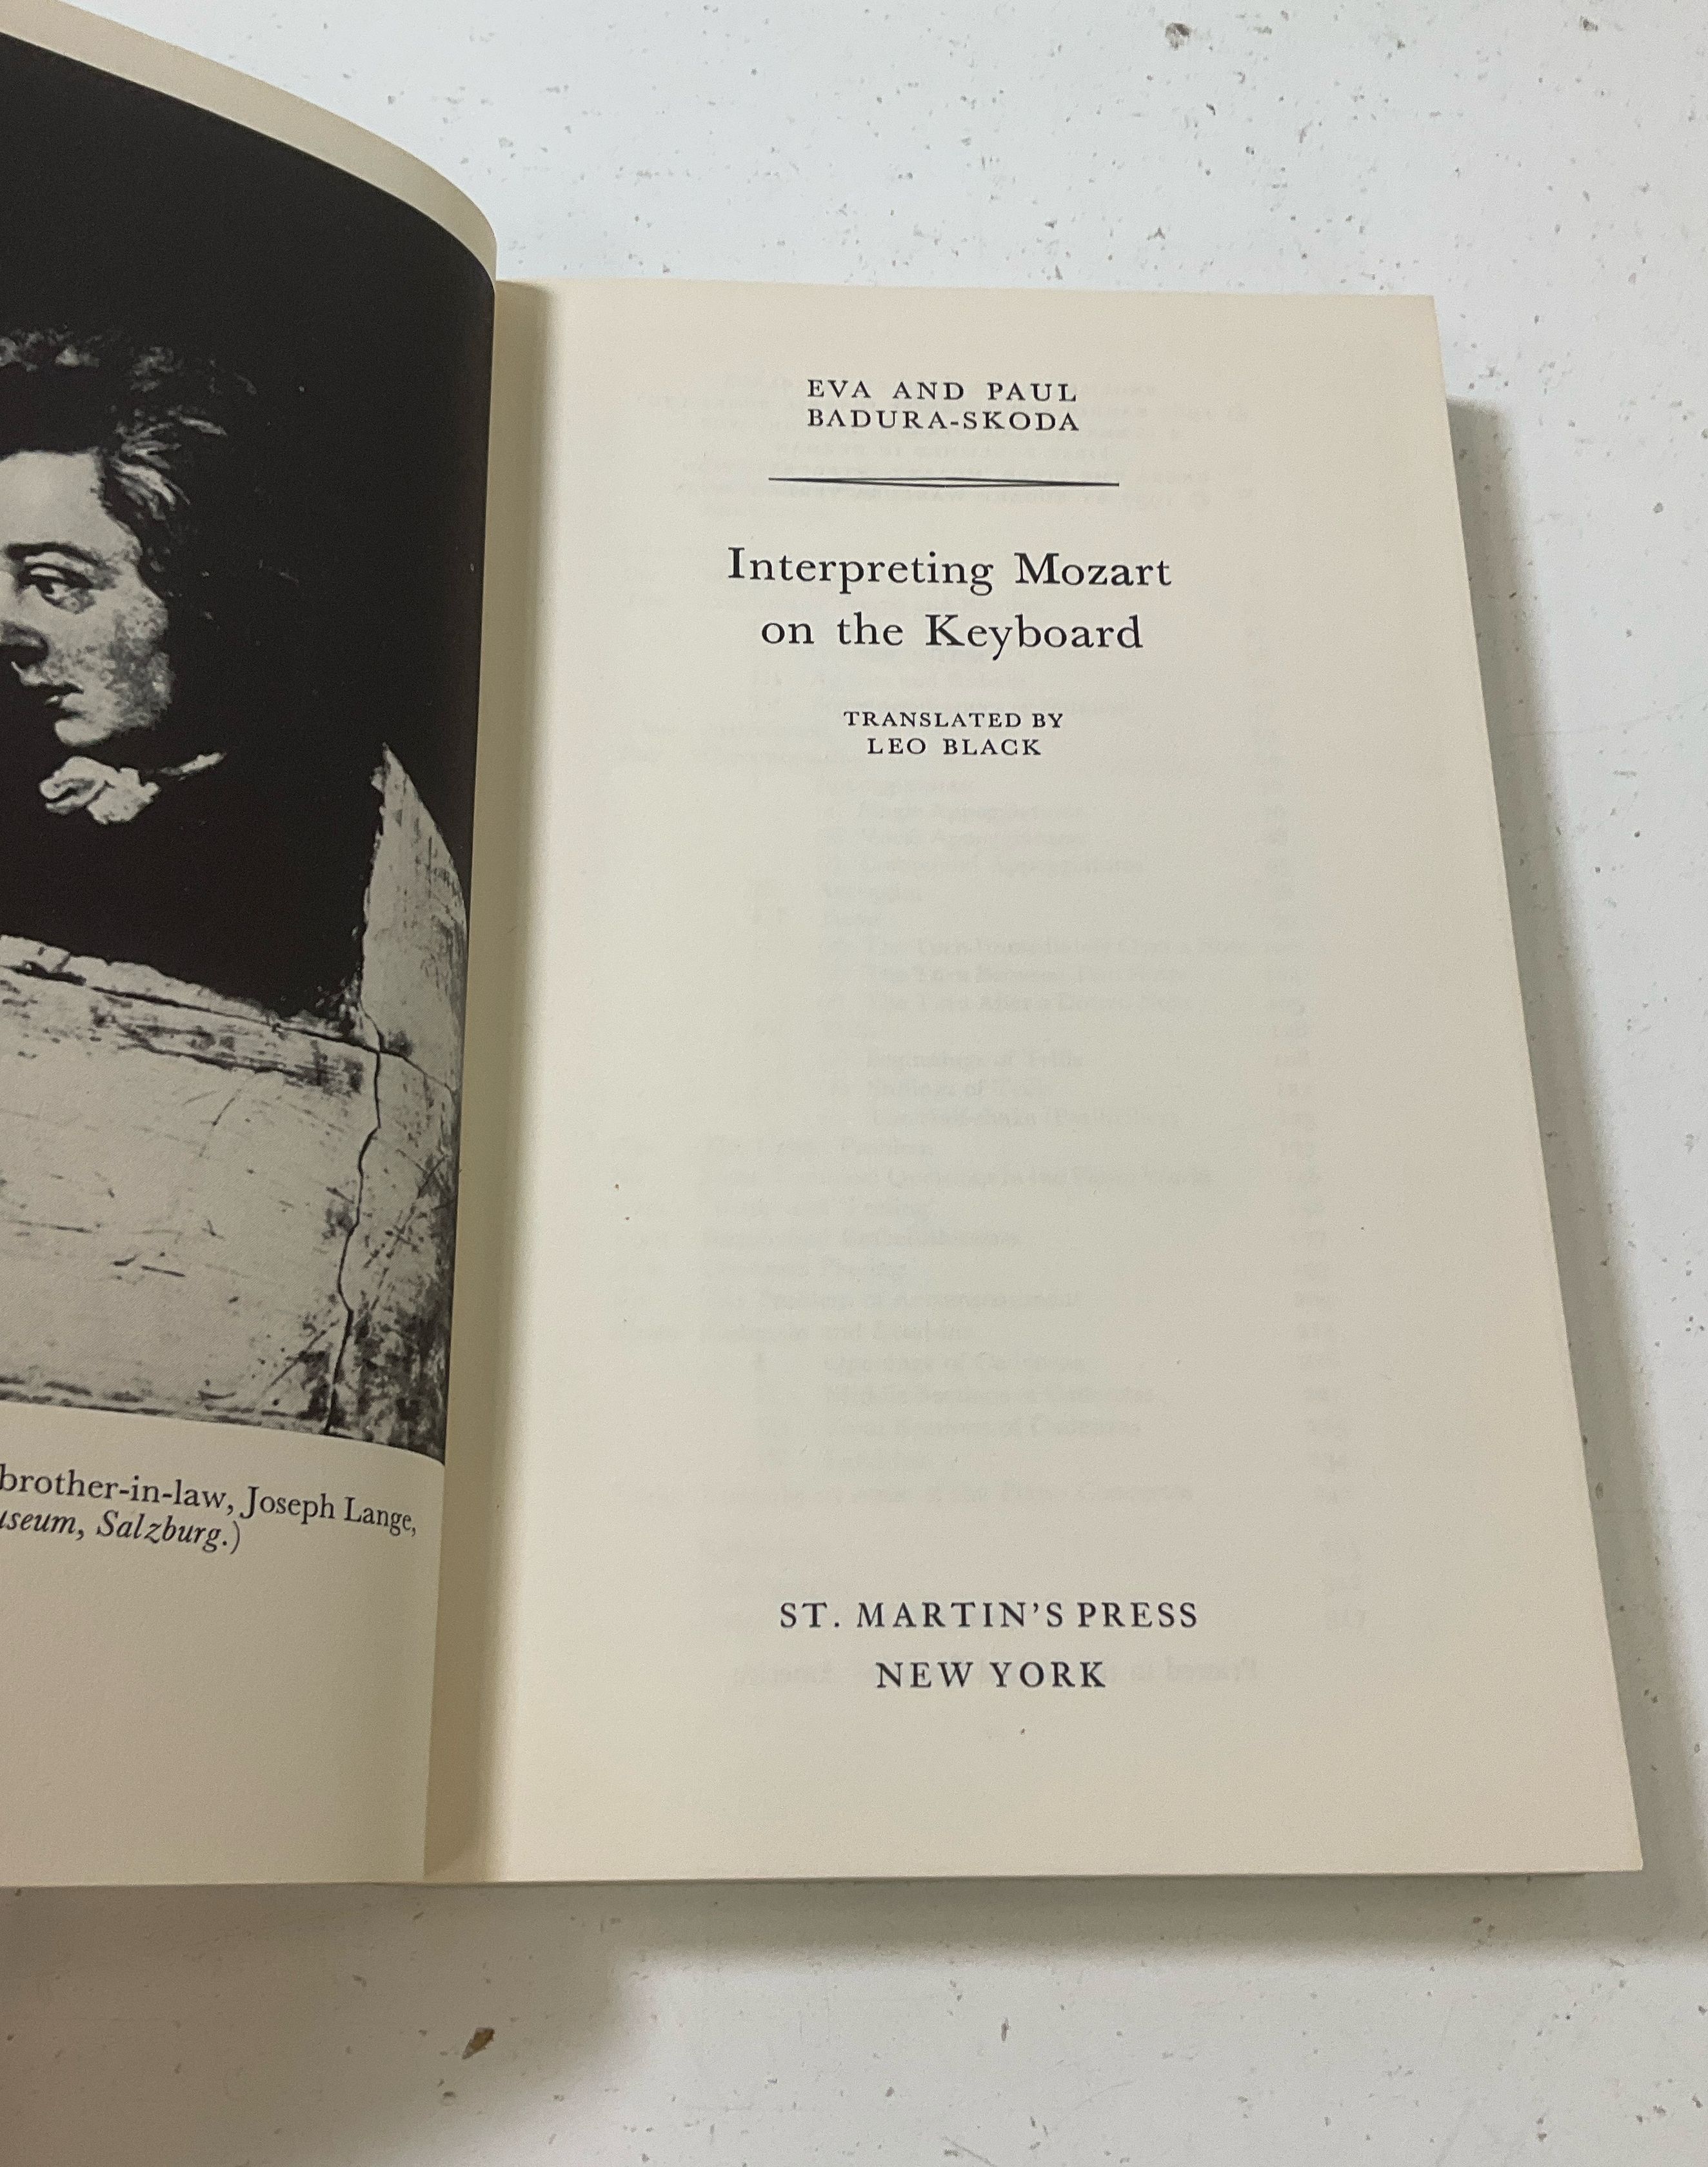 brother-in-law, Joseph Lange,
Salzburg.)
EVA AND PAUL
BADURA-SKODA
Interpreting Mozart
on the Keyboard
TRANSLATED BY
LEO BLACK
ST. MARTIN'S PRESS
NEW YORK